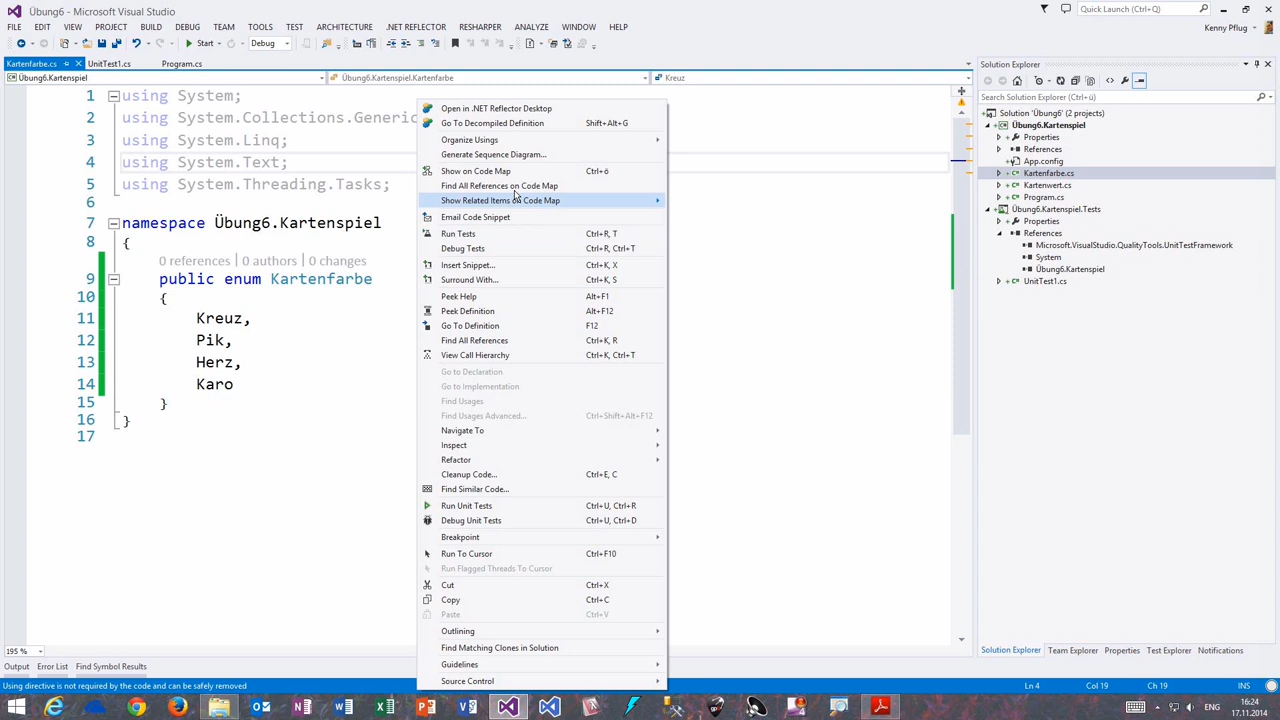 Übung6 - Microsoft Visual Studio
Quick Launch (Ctrl+Q)
FILE EDIT VIEW PROJECT BUILD DEBUG TEAM TOOLS TEST ARCHITECTURE .NET REFLECTOR RESHARPER ANALYZE WINDOW HELP
Kenny Pflug
Start
Debug
Kartenfarbe.cs
UnitTest1.cs
Program.cs
Übung6.Kartenspiel
Übung6.Kartenspiel.Kartenfarbe
Kreuz
1 using System;
2 using System.Collections.Generic
3 using System.Linq;
4 using System.Text;
5 using System.Threading.Tasks;
6
7 namespace Übung6.Kartenspiel
8 {
0 references | 0 authors | 0 changes
9 public enum Kartenfarbe
10 {
11 Kreuz,
12 Pik,
13 Herz,
14 Karo
15 }
16 }
17
Open in .NET Reflector Desktop
Go To Decompiled Definition Shift+Alt+G
Organize Usings
Generate Sequence Diagram...
Show on Code Map Ctrl+ö
Find All References on Code Map
Show Related Items on Code Map
Email Code Snippet
Run Tests Ctrl+R, T
Debug Tests Ctrl+R, Ctrl+T
Insert Snippet... Ctrl+K, X
Surround With... Ctrl+K, S
Peek Help Alt+F1
Peek Definition Alt+F12
Go To Definition F12
Find All References Ctrl+K, R
View Call Hierarchy Ctrl+K, Ctrl+T
Go to Declaration
Go to Implementation
Find Usages
Find Usages Advanced... Ctrl+Shift+Alt+F12
Navigate To
Inspect
Refactor
Cleanup Code... Ctrl+E, C
Find Similar Code...
Run Unit Tests Ctrl+U, Ctrl+R
Debug Unit Tests Ctrl+U, Ctrl+D
Breakpoint
Run To Cursor Ctrl+F10
Run Flagged Threads To Cursor
Cut Ctrl+X
Copy Ctrl+C
Paste Ctrl+V
Outlining
Find Matching Clones in Solution
Guidelines
Source Control
Solution Explorer
Search Solution Explorer (Ctrl+ü)
Solution 'Übung6' (2 projects)
Übung6.Kartenspiel
Properties
References
App.config
Kartenfarbe.cs
Kartenwert.cs
Program.cs
Übung6.Kartenspiel.Tests
Properties
References
Microsoft.VisualStudio.QualityTools.UnitTestFramework
System
Übung6.Kartenspiel
UnitTest1.cs
195 %
Solution Explorer Team Explorer Properties Test Explorer Notifications
Output Error List Find Symbol Results
Using directive is not required by the code and can be safely removed
Ln 4 Col 19 Ch 19 INS
16:24
17.11.2014